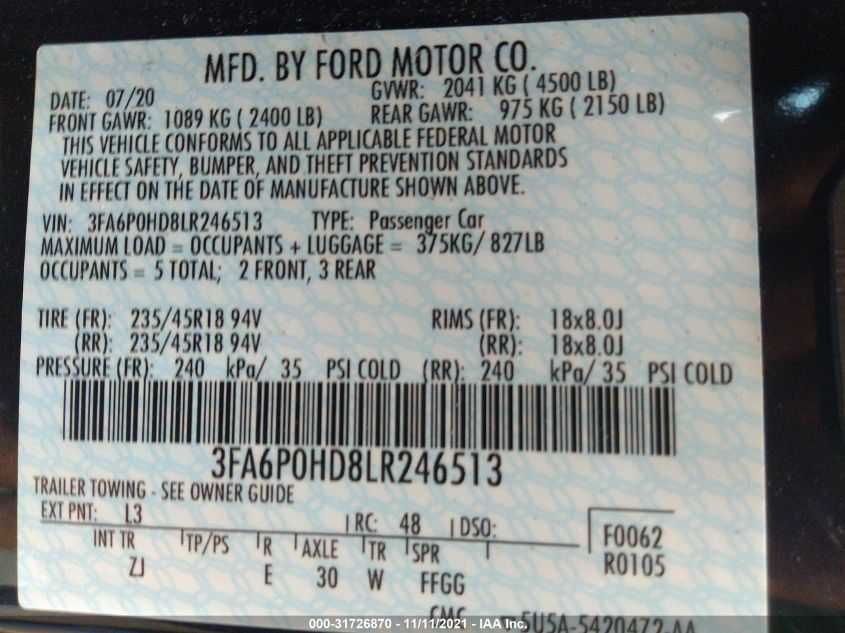 MFD. BY FORD MOTOR CO.
DATE: 07/20 GVWR: 2041 KG ( 4500 LB)
FRONT GAWR: 1089 KG ( 2400 LB) REAR GAWR: 975 KG ( 2150 LB)
THIS VEHICLE CONFORMS TO ALL APPLICABLE FEDERAL MOTOR
VEHICLE SAFETY, BUMPER, AND THEFT PREVENTION STANDARDS
IN EFFECT ON THE DATE OF MANUFACTURE SHOWN ABOVE.
VIN: 3FA6P0HD8LR246513 TYPE: Passenger Car
MAXIMUM LOAD = OCCUPANTS + LUGGAGE = 375KG/ 827LB
OCCUPANTS = 5 TOTAL; 2 FRONT, 3 REAR
TIRE (FR): 235/45R18 94V RIMS (FR): 18x8.0J
(RR): 235/45R18 94V (RR): 18x8.0J
PRESSURE (FR): 240 kPa/ 35 PSI COLD (RR): 240 kPa/ 35 PSI COLD
3FA6P0HD8LR246513
TRAILER TOWING - SEE OWNER GUIDE
EXT PNT: L3 RC: 48 DSO:
INT TR TP/PS R AXLE TR SPR F0062
ZJ E 30 W FFGG R0105
5U5A-5420472-AA
000-31726870 - 11/11/2021 - IAA Inc.